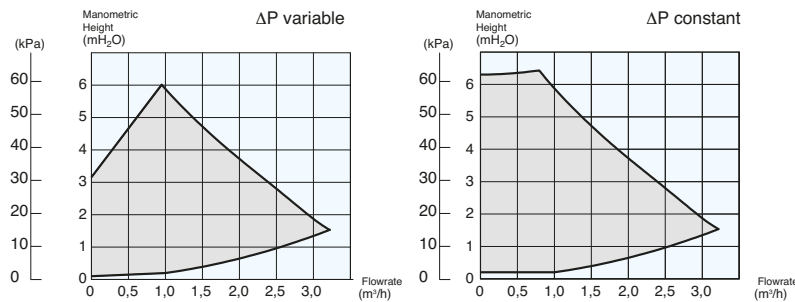 Manometric
Height
(mH₂O)
ΔP variable
(kPa)
60
50
40
30
20
10
0
6
5
4
3
2
1
0
0 0,5 1,0 1,5 2,0 2,5 3,0
Flowrate
(m³/h)
Manometric
Height
(mH₂O)
ΔP constant
(kPa)
60
50
40
30
20
10
0
6
5
4
3
2
1
0
0 0,5 1,0 1,5 2,0 2,5 3,0
Flowrate
(m³/h)